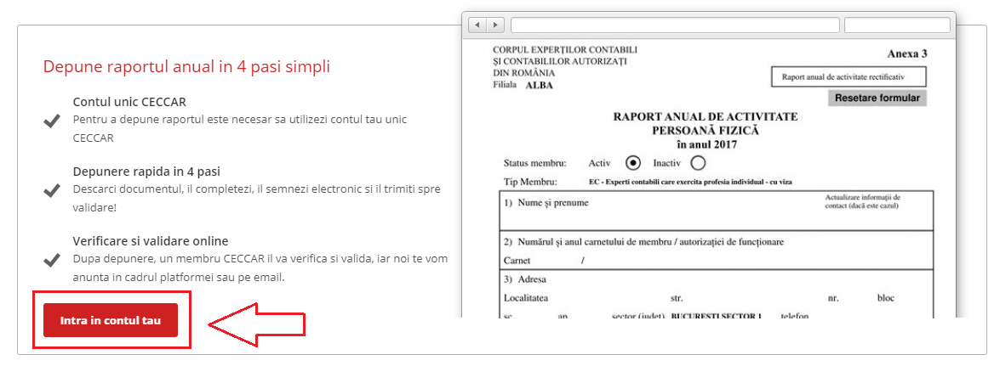 Depune raportul anual in 4 pasi simpli
Contul unic CECCAR
Pentru a depune raportul este necesar sa utilizezi contul tau unic
CECCAR
Depunere rapida in 4 pasi
Descarci documentul, il completezi, il semnezi electronic si il trimiti spre
validare!
Verificare si validare online
Dupa depunere, un membru CECCAR il va verifica si valida, iar noi te vom
anunta in cadrul platformei sau pe email.
Intra in contul tau
CORPUL EXPERȚILOR CONTABILI
ȘI CONTABILILOR AUTORIZAȚI
DIN ROMÂNIA
Filiala ALBA
Anexa 3
Raport anual de activitate rectificativ
Resetare formular
RAPORT ANUAL DE ACTIVITATE
PERSOANĂ FIZICĂ
în anul 2017
Status membru: Activ Inactiv
Tip Membru: EC - Experti contabili care exercita profesia individual - cu viza
1) Nume și prenume
Actualizare informații de
contact (dacă este cazul)
2) Numărul și anul carnetului de membru / autorizației de funcționare
Carnet /
3) Adresa
Localitatea str. nr. bloc
sc. ap. sector (județ) BUCUREȘTI SECTOR 1 telefon